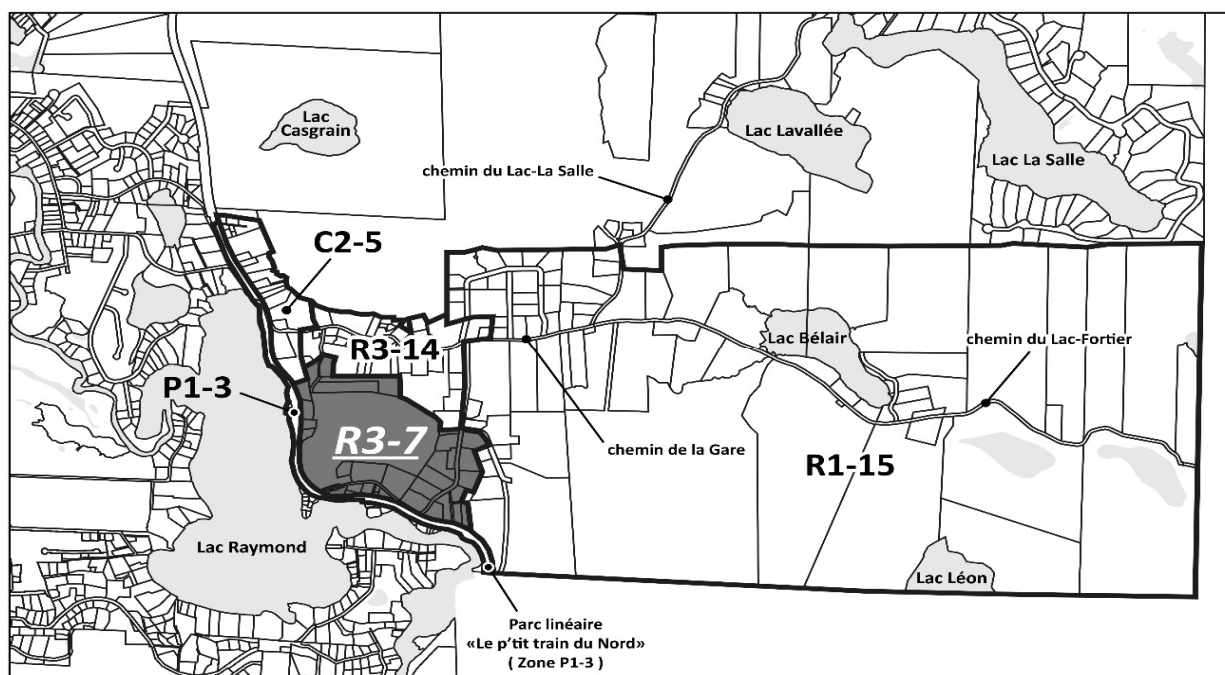 Lac
Casgrain
Lac Lavallée
Lac La Salle
chemin du Lac-La Salle
C2-5
R3-14
Lac Bélair
chemin du Lac-Fortier
P1-3
R3-7
chemin de la Gare
R1-15
Lac Raymond
Lac Léon
Parc linéaire
«Le p'tit train du Nord»
( Zone P1-3 )